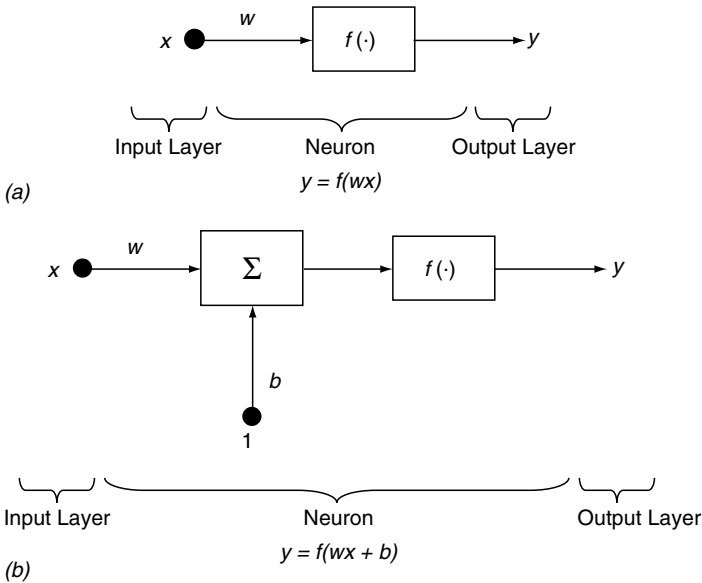 w
x f (·) y
Input Layer Neuron Output Layer
y = f(wx)
(a)
w
x Σ f (·) y
b
1
Input Layer Neuron Output Layer
y = f(wx + b)
(b)